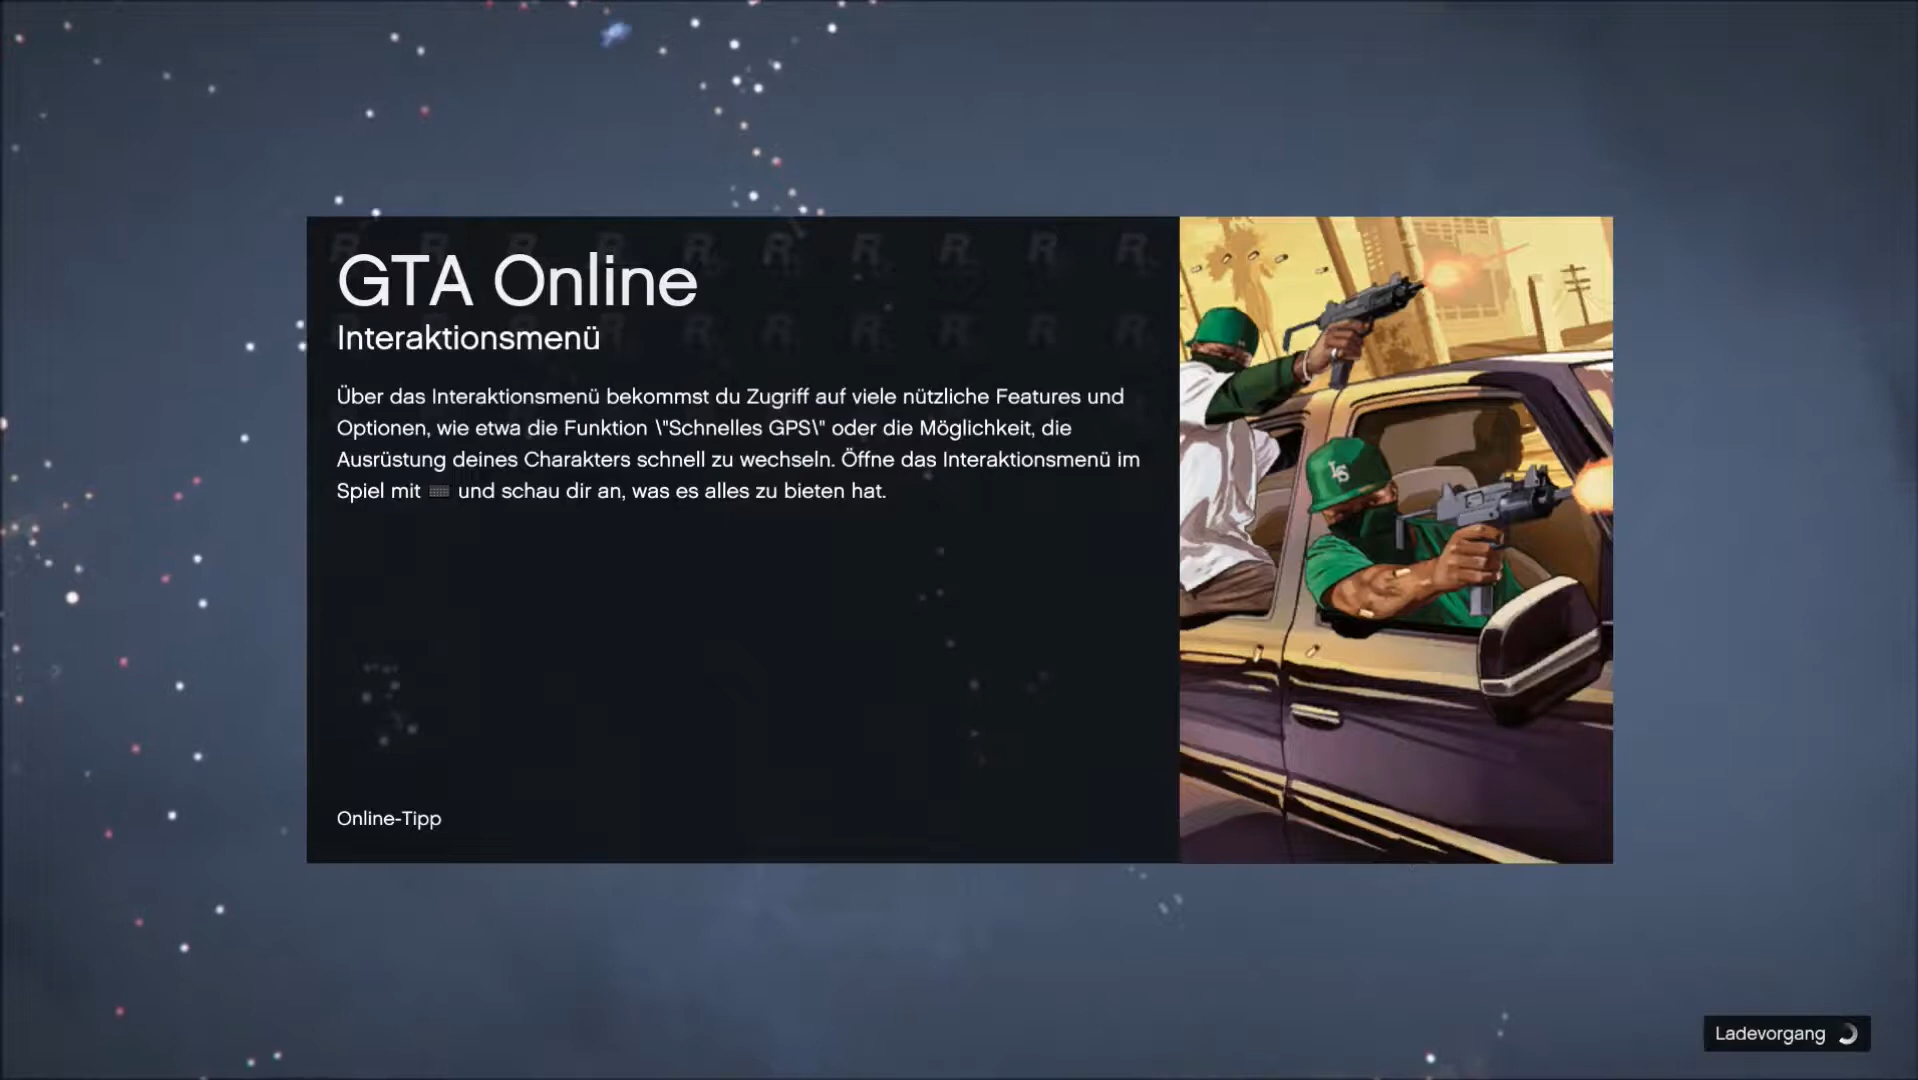 GTA Online
Interaktionsmenü
Über das Interaktionsmenü bekommst du Zugriff auf viele nützliche Features und
Optionen, wie etwa die Funktion \"Schnelles GPS\" oder die Möglichkeit, die
Ausrüstung deines Charakters schnell zu wechseln. Öffne das Interaktionsmenü im
Spiel mit und schau dir an, was es alles zu bieten hat.
LS
Online-Tipp
Ladevorgang